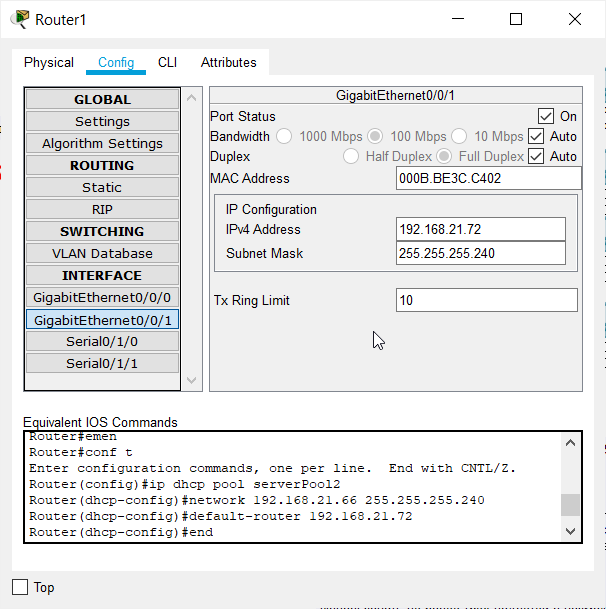 Router1
Physical Config CLI Attributes
GLOBAL
Settings
Algorithm Settings
ROUTING
Static
RIP
SWITCHING
VLAN Database
INTERFACE
GigabitEthernet0/0/0
GigabitEthernet0/0/1
Serial0/1/0
Serial0/1/1
GigabitEthernet0/0/1
Port Status On
Bandwidth 1000 Mbps 100 Mbps 10 Mbps Auto
Duplex Half Duplex Full Duplex Auto
MAC Address 000B.BE3C.C402
IP Configuration
IPv4 Address 192.168.21.72
Subnet Mask 255.255.255.240
Tx Ring Limit 10
Equivalent IOS Commands
Router#emen
Router#conf t
Enter configuration commands, one per line. End with CNTL/Z.
Router(config)#ip dhcp pool serverPool2
Router(dhcp-config)#network 192.168.21.66 255.255.255.240
Router(dhcp-config)#default-router 192.168.21.72
Router(dhcp-config)#end
Top